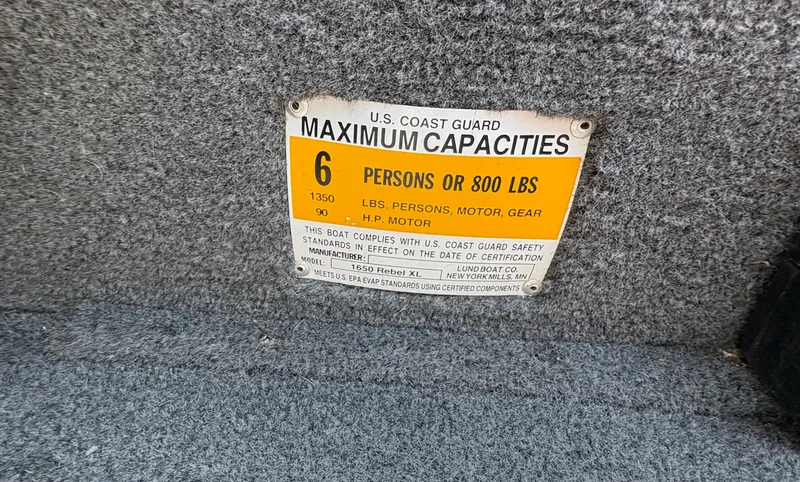 U.S. COAST GUARD
MAXIMUM CAPACITIES
6 PERSONS OR 800 LBS
1350 LBS. PERSONS, MOTOR, GEAR
90 H.P. MOTOR
THIS BOAT COMPLIES WITH U.S. COAST GUARD SAFETY
STANDARDS IN EFFECT ON THE DATE OF CERTIFICATION
MANUFACTURER:
MODEL: 1650 Rebel XL LUND BOAT CO.
NEW YORK MILLS, MN
MEETS U.S. EPA EVAP STANDARDS USING CERTIFIED COMPONENTS